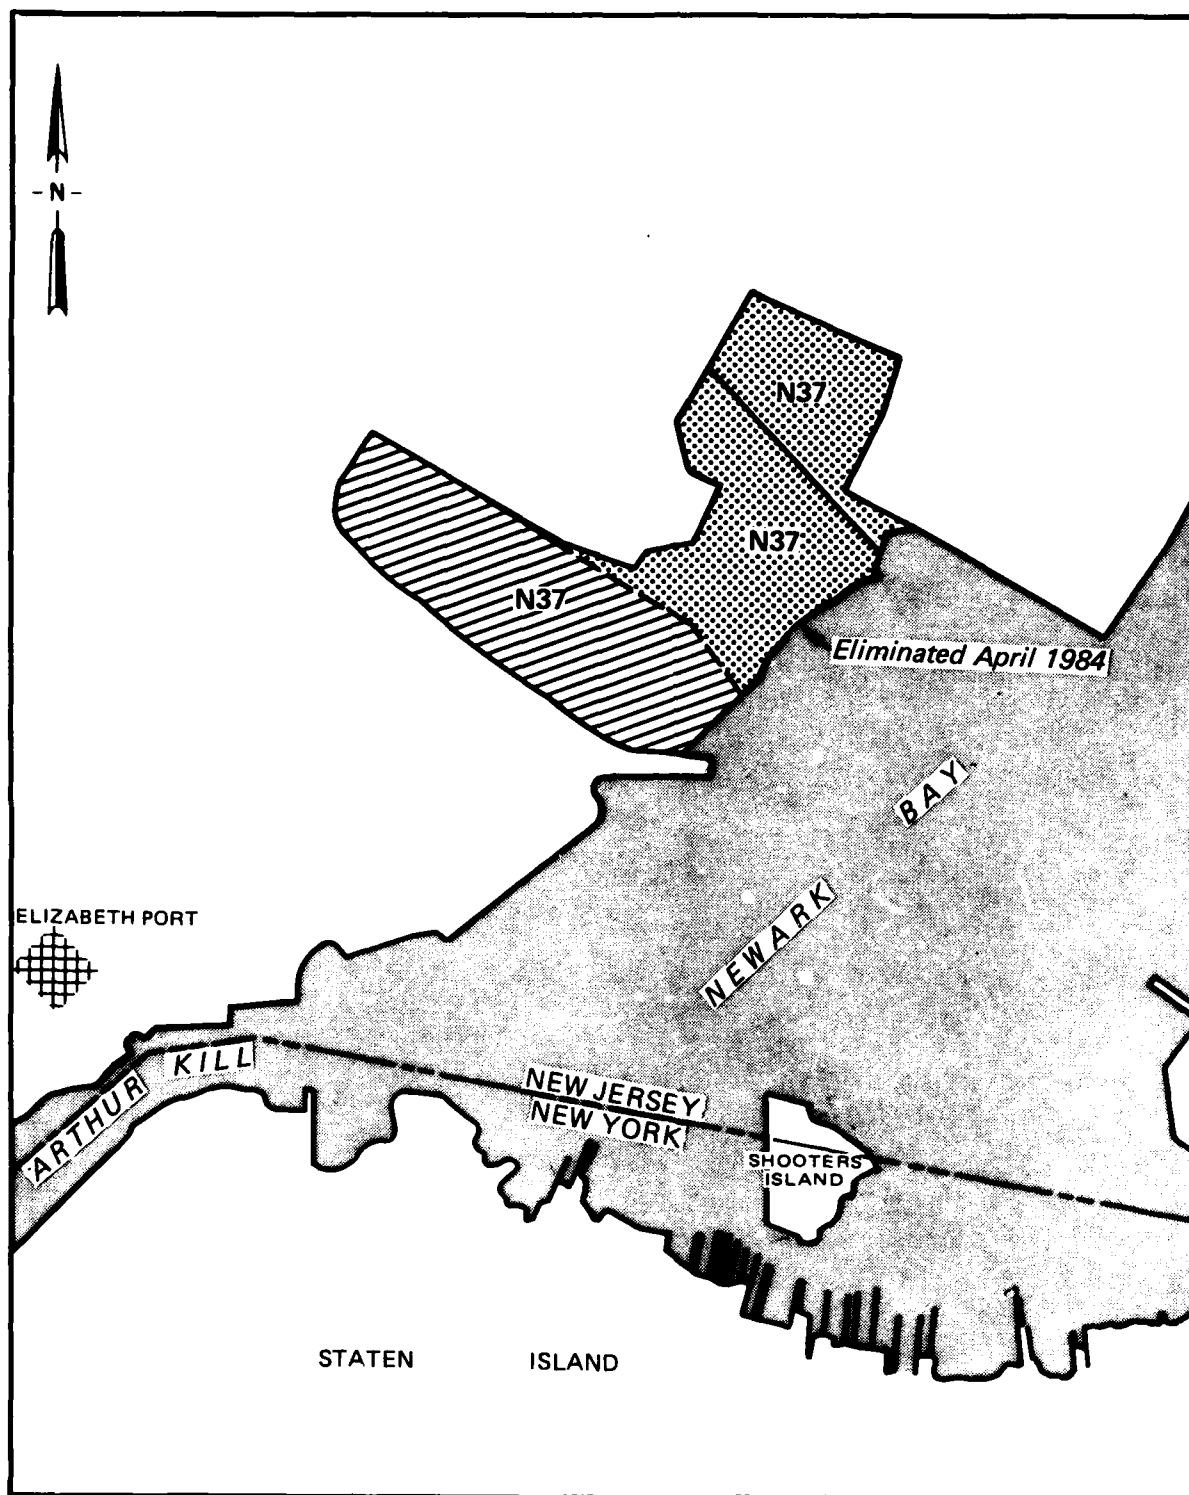 - N -
N37
N37
N37
Eliminated April 1984
BAY
NEWARK
ELIZABETH PORT
ARTHUR KILL
NEW JERSEY
NEW YORK
SHOOTERS
ISLAND
STATEN ISLAND